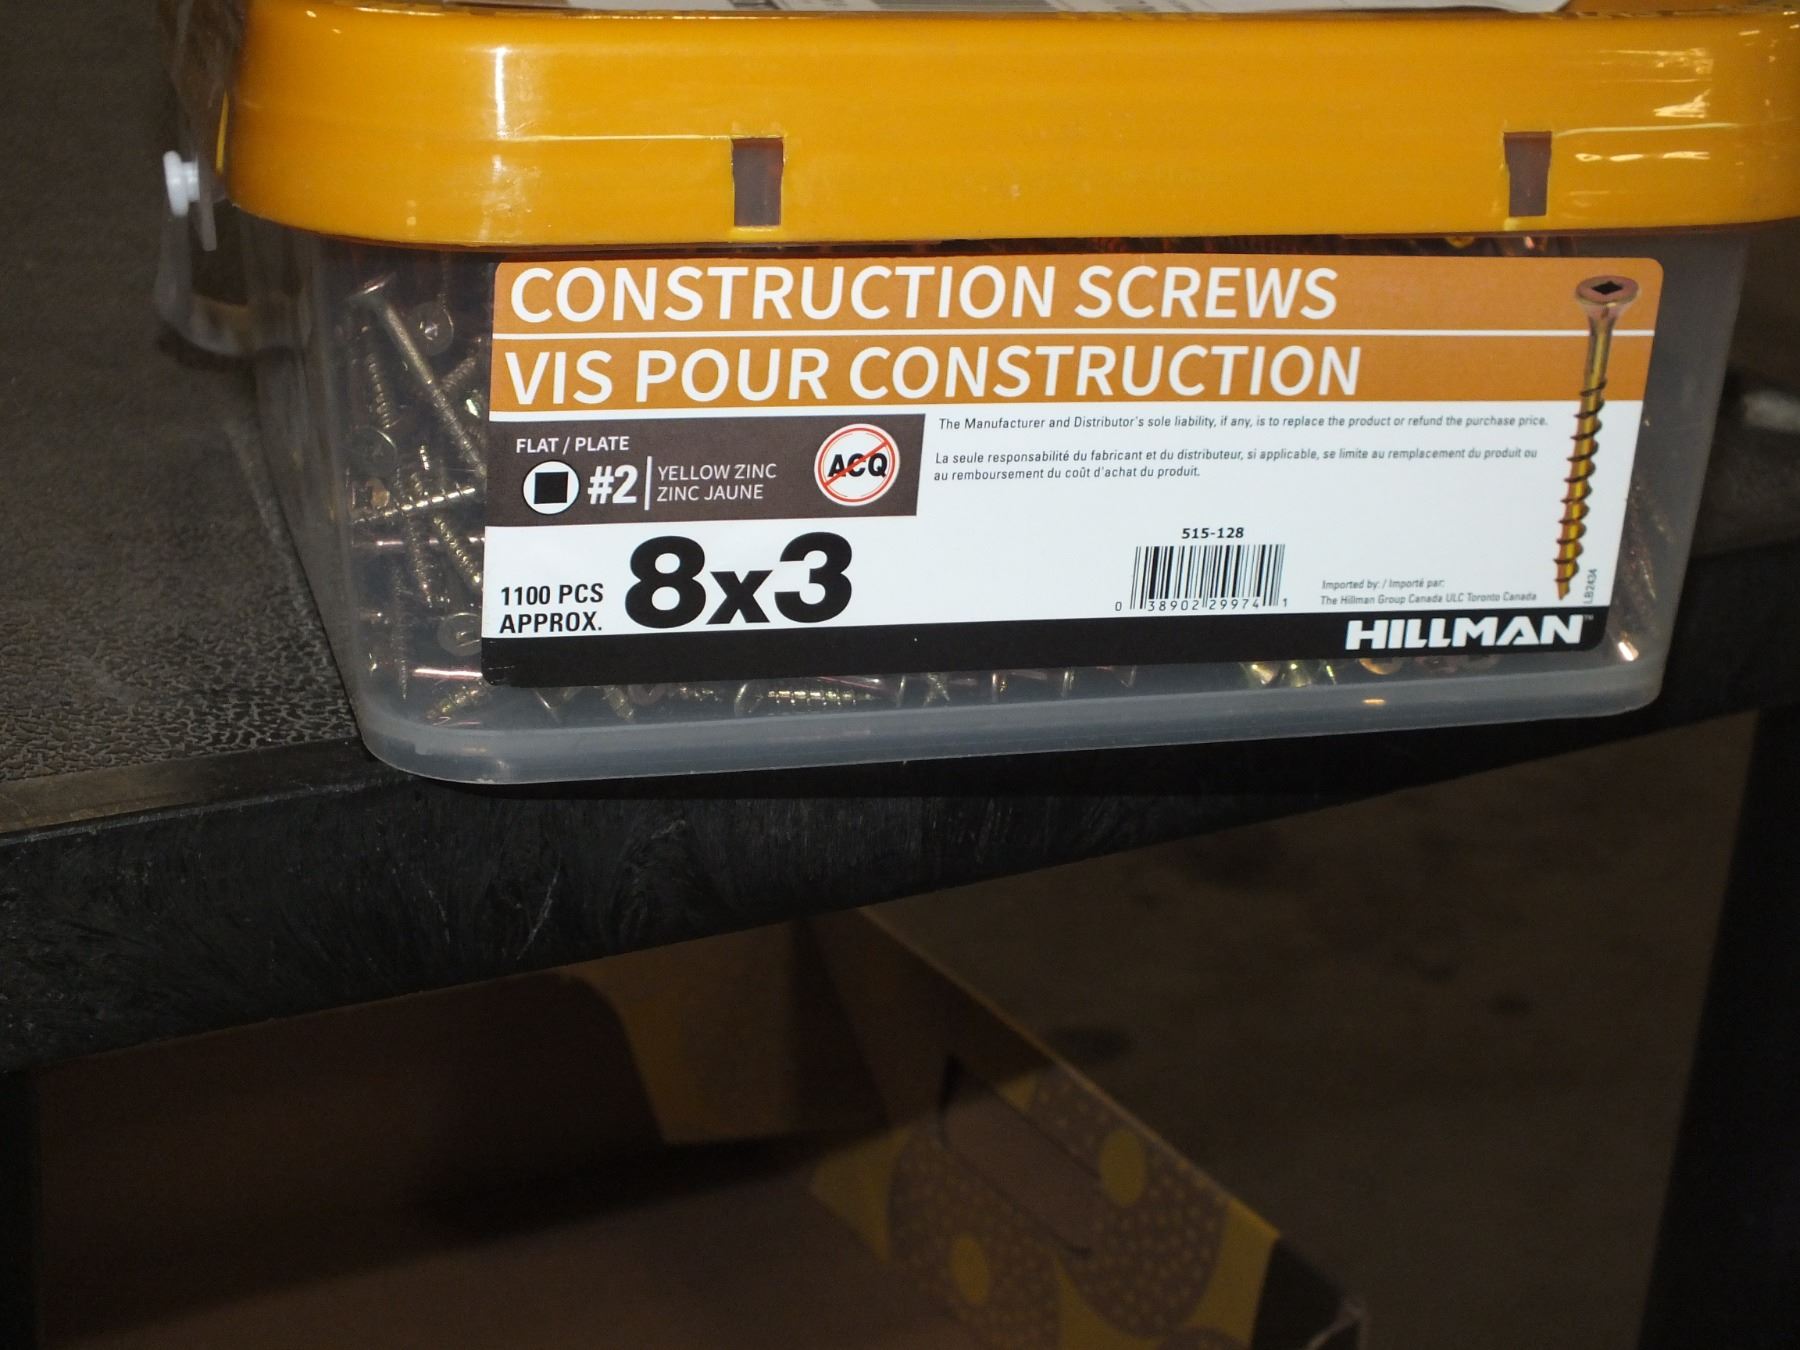 CONSTRUCTION SCREWS
VIS POUR CONSTRUCTION
FLAT / PLATE
#2
YELLOW ZINC
ZINC JAUNE
ACQ
The Manufacturer and Distributor's sole liability, if any, is to replace the product or refund the purchase price.
La seule responsabilité du fabricant et du distributeur, si applicable, se limite au remplacement du produit ou
au remboursement du coût d'achat du produit.
1100 PCS
APPROX.
8x3
515-128
0 38902 29974 1
Imported by: / Importé par:
The Hillman Group Canada ULC Toronto Canada
LB2434
HILLMAN™